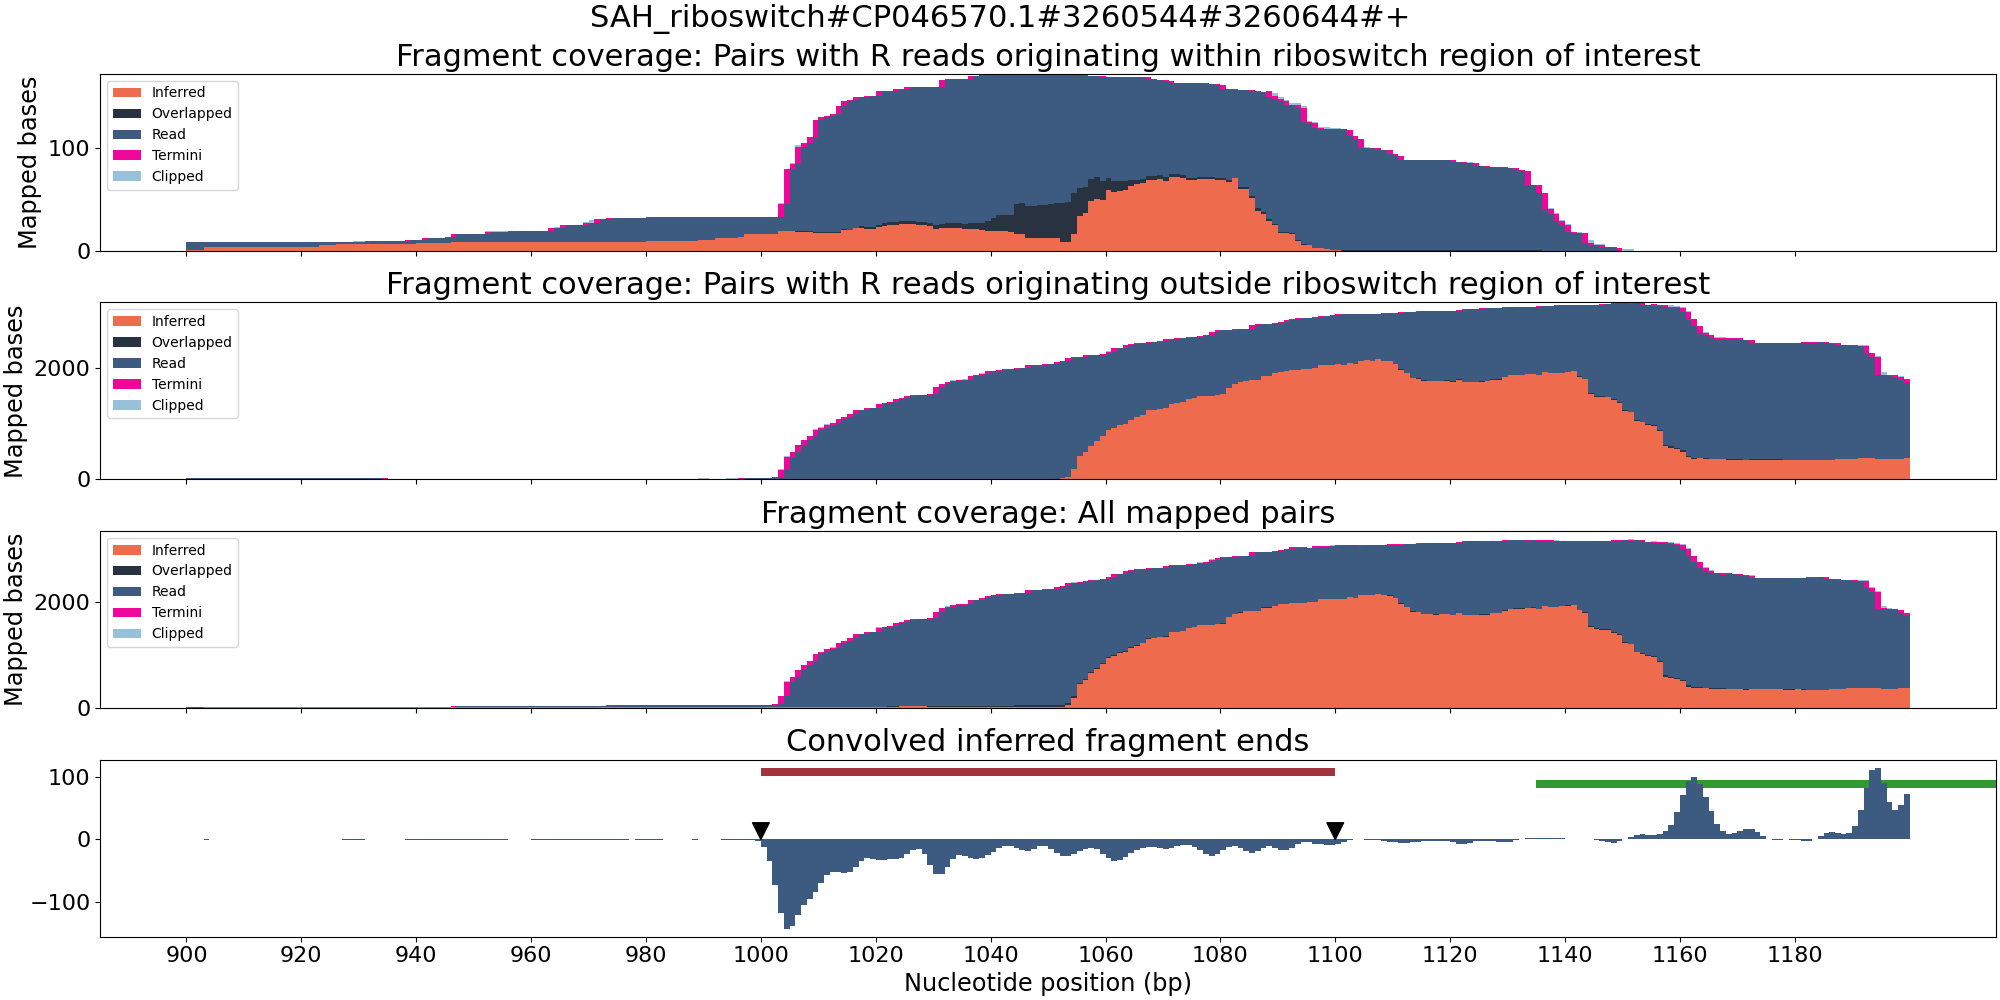 SAH_riboswitch#CP046570.1#3260544#3260644#+
Fragment coverage: Pairs with R reads originating within riboswitch region of interest
Mapped bases
100
0
Inferred
Overlapped
Read
Termini
Clipped
Fragment coverage: Pairs with R reads originating outside riboswitch region of interest
Mapped bases
2000
0
Inferred
Overlapped
Read
Termini
Clipped
Fragment coverage: All mapped pairs
Mapped bases
2000
0
Inferred
Overlapped
Read
Termini
Clipped
Convolved inferred fragment ends
100
0
−100
900 920 940 960 980 1000 1020 1040 1060 1080 1100 1120 1140 1160 1180
Nucleotide position (bp)